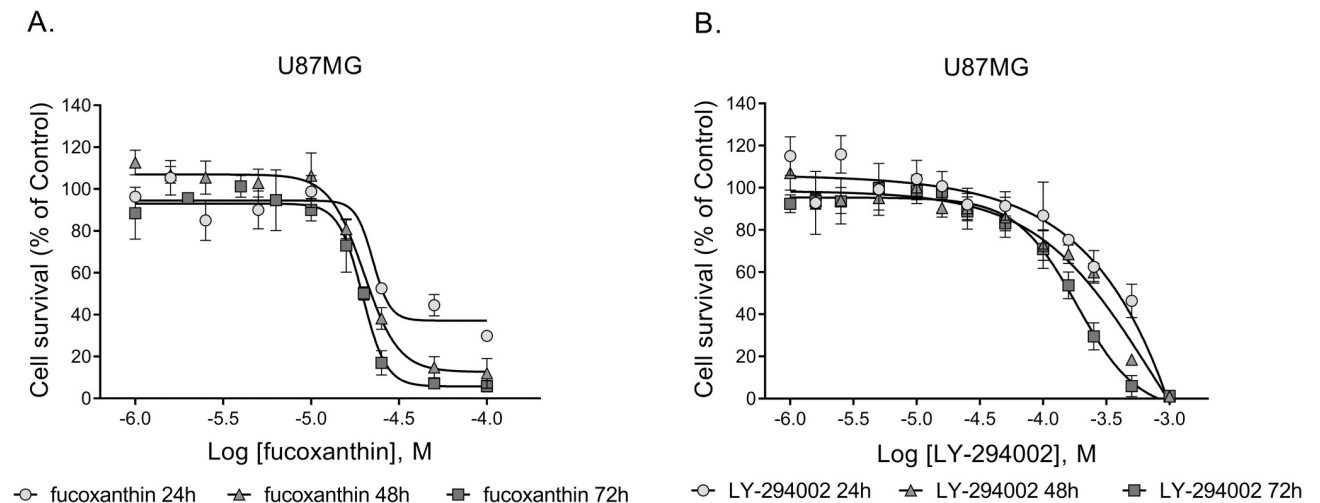 A.
U87MG
Cell survival (% of Control)
140
120
100
80
60
40
20
0
-6.0 -5.5 -5.0 -4.5 -4.0
Log [fucoxanthin], M
fucoxanthin 24h fucoxanthin 48h fucoxanthin 72h
B.
U87MG
Cell survival (% of Control)
140
120
100
80
60
40
20
0
-6.0 -5.5 -5.0 -4.5 -4.0 -3.5 -3.0
Log [LY-294002], M
LY-294002 24h LY-294002 48h LY-294002 72h